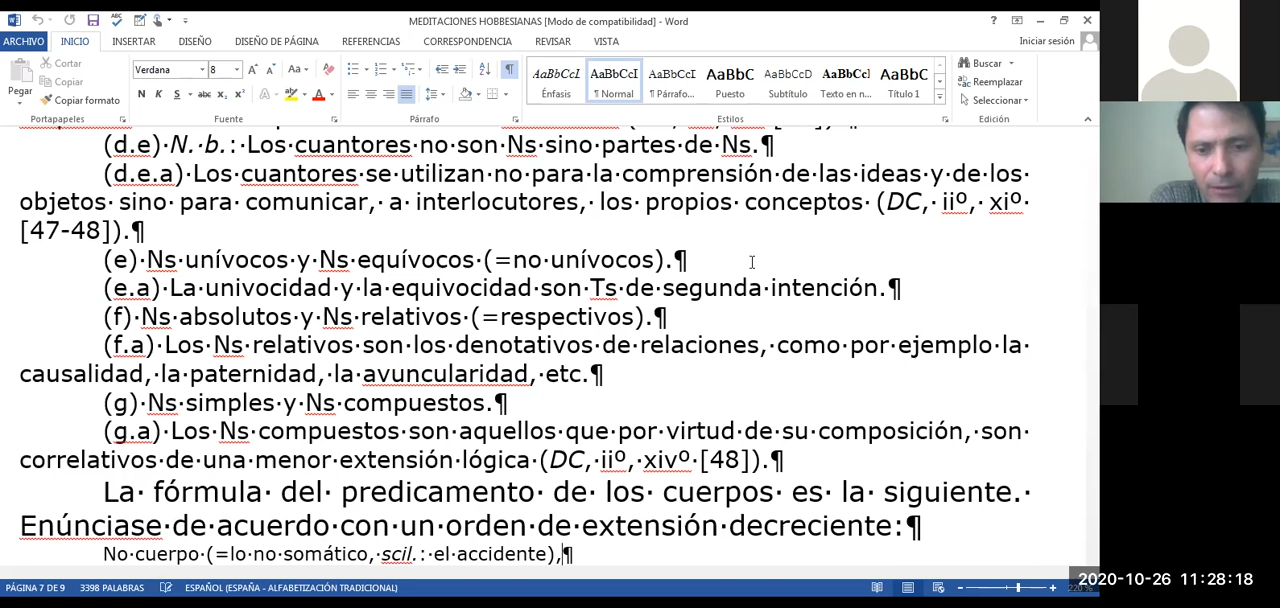 MEDITACIONES HOBBESIANAS [Modo de compatibilidad] - Word
ARCHIVO INICIO INSERTAR DISEÑO DISEÑO DE PÁGINA REFERENCIAS CORRESPONDENCIA REVISAR VISTA Iniciar sesión
Pegar
Cortar
Copiar
Copiar formato
Portapapeles
Verdana 8
N K S abc x₂ x²
Fuente
Párrafo
AaBbCcI Énfasis
AaBbCcI ¶ Normal
AaBbCcI ¶ Párrafo...
AaBbC Puesto
AaBbCcD Subtítulo
AaBbCcI Texto en n...
AaBbC Título 1
Estilos
Buscar
Reemplazar
Seleccionar
Edición
(d.e) N. b.: Los cuantores no son Ns sino partes de Ns.¶
(d.e.a) Los cuantores se utilizan no para la comprensión de las ideas y de los
objetos sino para comunicar, a interlocutores, los propios conceptos (DC, iiº, xiº
[47-48]).¶
(e) Ns unívocos y Ns equívocos (=no unívocos).¶
(e.a) La univocidad y la equivocidad son Ts de segunda intención.¶
(f) Ns absolutos y Ns relativos (=respectivos).¶
(f.a) Los Ns relativos son los denotativos de relaciones, como por ejemplo la
causalidad, la paternidad, la avuncularidad, etc.¶
(g) Ns simples y Ns compuestos.¶
(g.a) Los Ns compuestos son aquellos que por virtud de su composición, son
correlativos de una menor extensión lógica (DC, iiº, xivº [48]).¶
La fórmula del predicamento de los cuerpos es la siguiente.
Enúnciase de acuerdo con un orden de extensión decreciente:¶
No cuerpo (=lo no somático, scil.: el accidente),¶
PÁGINA 7 DE 9 3398 PALABRAS ESPAÑOL (ESPAÑA - ALFABETIZACIÓN TRADICIONAL) 220 %
2020-10-26 11:28:18